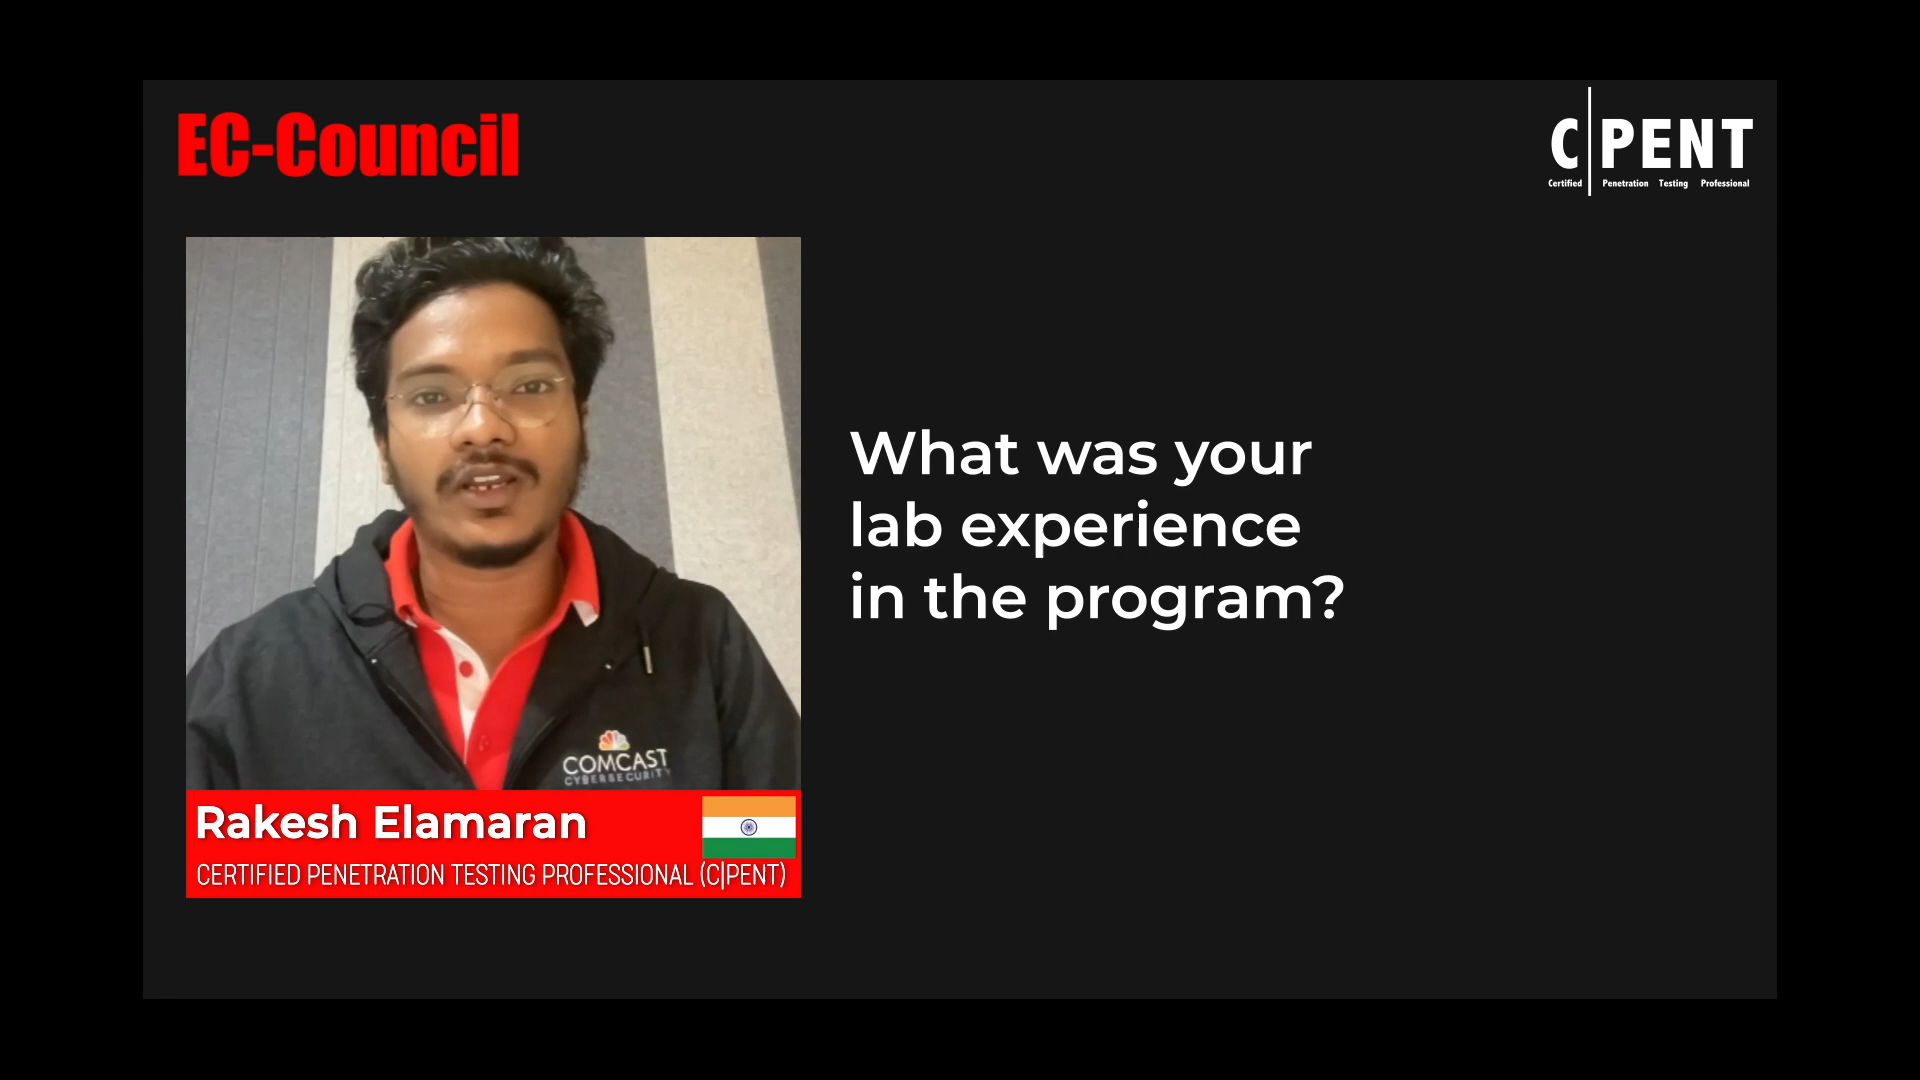 EC-Council
C|PENT
Certified Penetration Testing Professional
What was your
lab experience
in the program?
COMCAST
CYBERSECURITY
Rakesh Elamaran
CERTIFIED PENETRATION TESTING PROFESSIONAL (C|PENT)